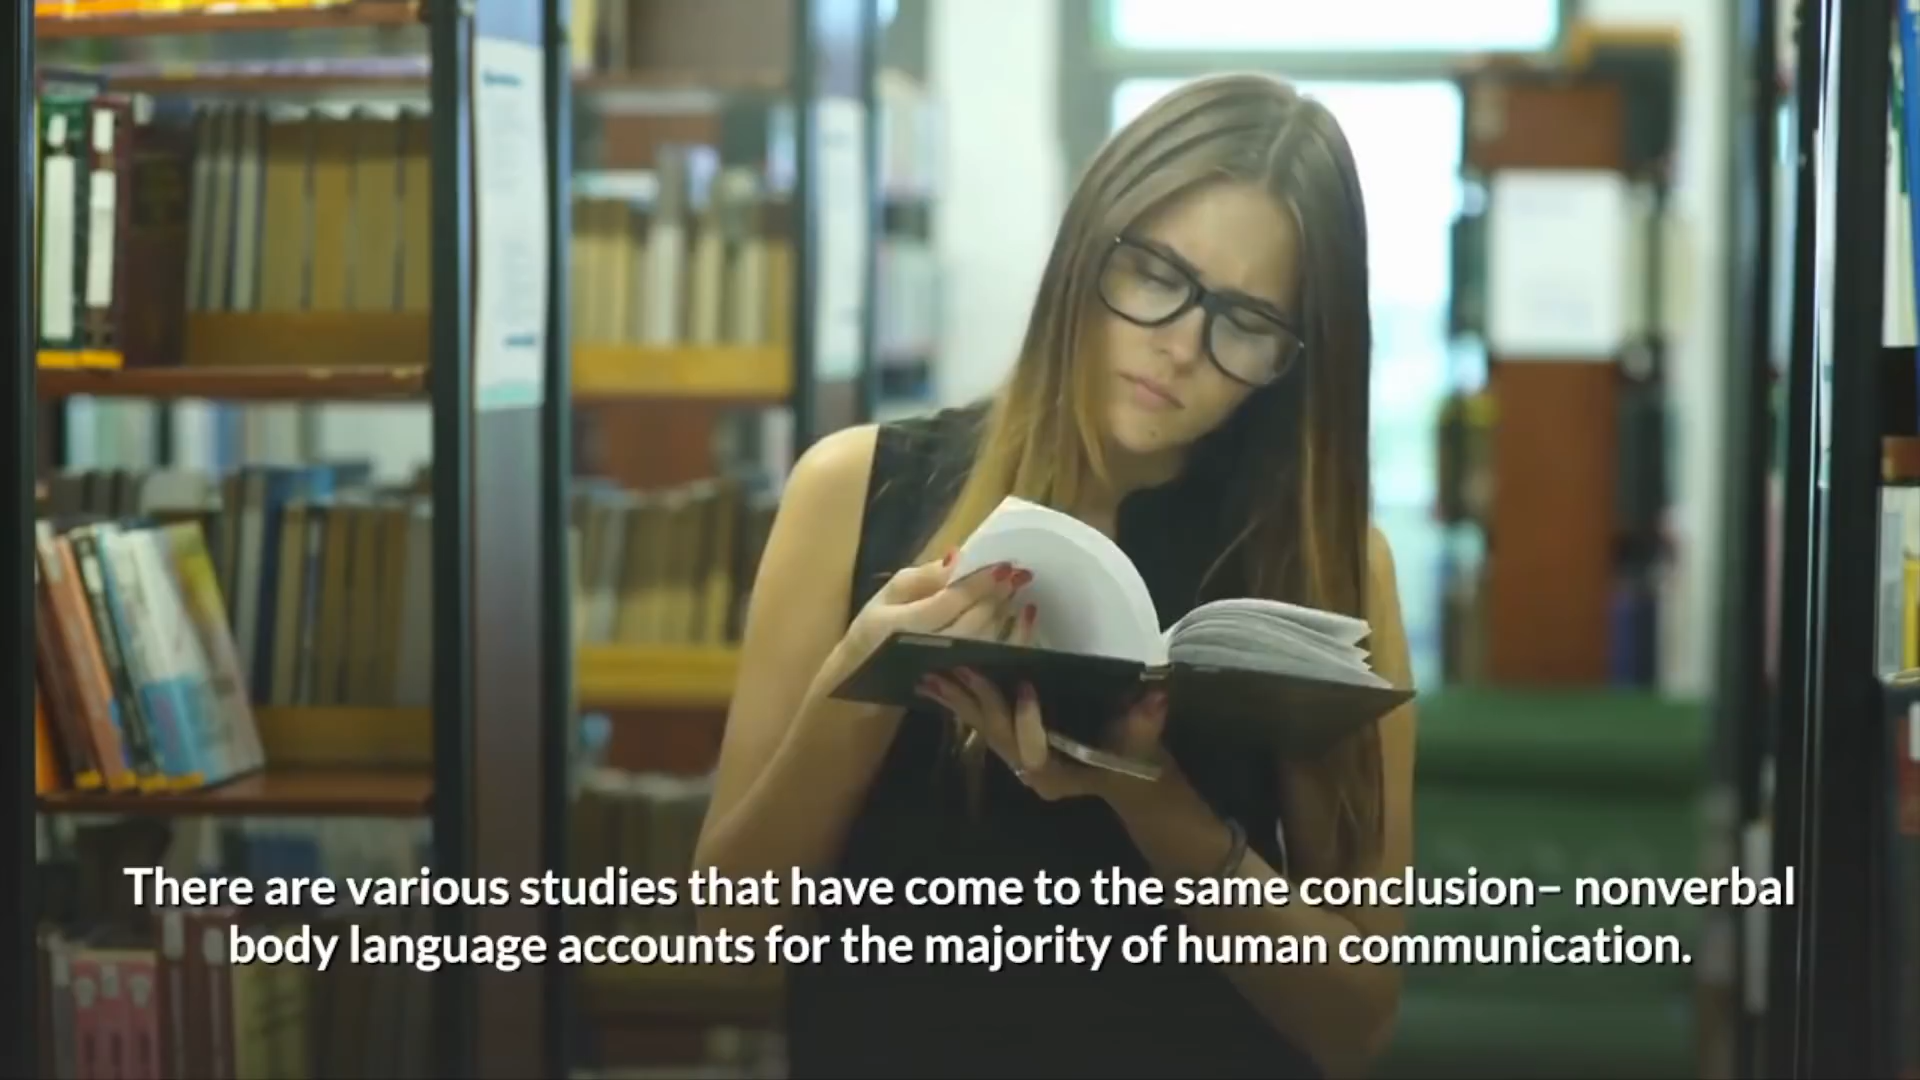 There are various studies that have come to the same conclusion– nonverbal
body language accounts for the majority of human communication.